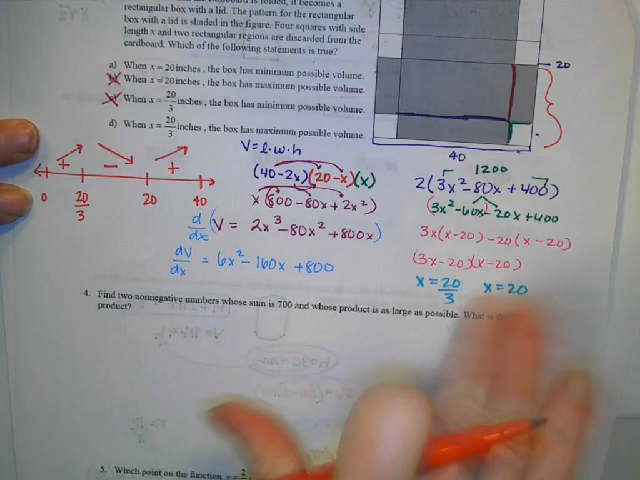 rectangular box with a lid. The pattern for the rectangular
box with a lid is shaded in the figure. Four squares with side
length x and two rectangular regions are discarded from the
cardboard. Which of the following statements is true?
a) When x = 20 inches, the box has minimum possible volume.
b) When x = 20 inches, the box has maximum possible volume.
c) When x = 20/3 inches, the box has minimum possible volume.
d) When x = 20/3 inches, the box has maximum possible volume.
20
40
+ − +
0 20/3 20 40
V = l·w·h
(40-2x)(20-x)(x)
x(800-80x+2x²)
d/dx (V = 2x³-80x²+800x)
dV/dx = 6x²-160x+800
1200
2(3x²-80x+400)
(3x²-60x-20x+400
3x(x-20)-20(x-20)
(3x-20)(x-20)
x = 20/3 x = 20
4. Find two nonnegative numbers whose sum is 700 and whose product is as large as possible. What is
product?
5. Which point on the function